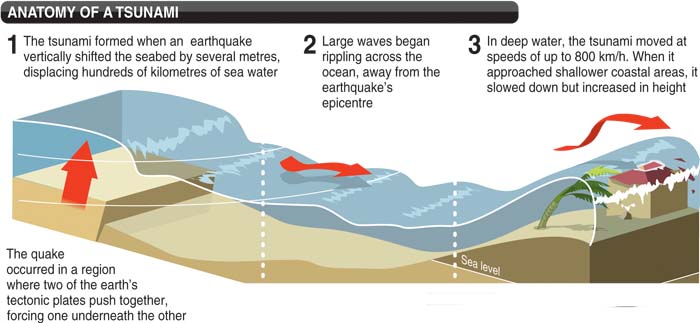 ANATOMY OF A TSUNAMI
1 The tsunami formed when an earthquake
vertically shifted the seabed by several metres,
displacing hundreds of kilometres of sea water
2 Large waves began
rippling across the
ocean, away from the
earthquake's
epicentre
3 In deep water, the tsunami moved at
speeds of up to 800 km/h. When it
approached shallower coastal areas, it
slowed down but increased in height
Sea level
The quake
occurred in a region
where two of the earth's
tectonic plates push together,
forcing one underneath the other